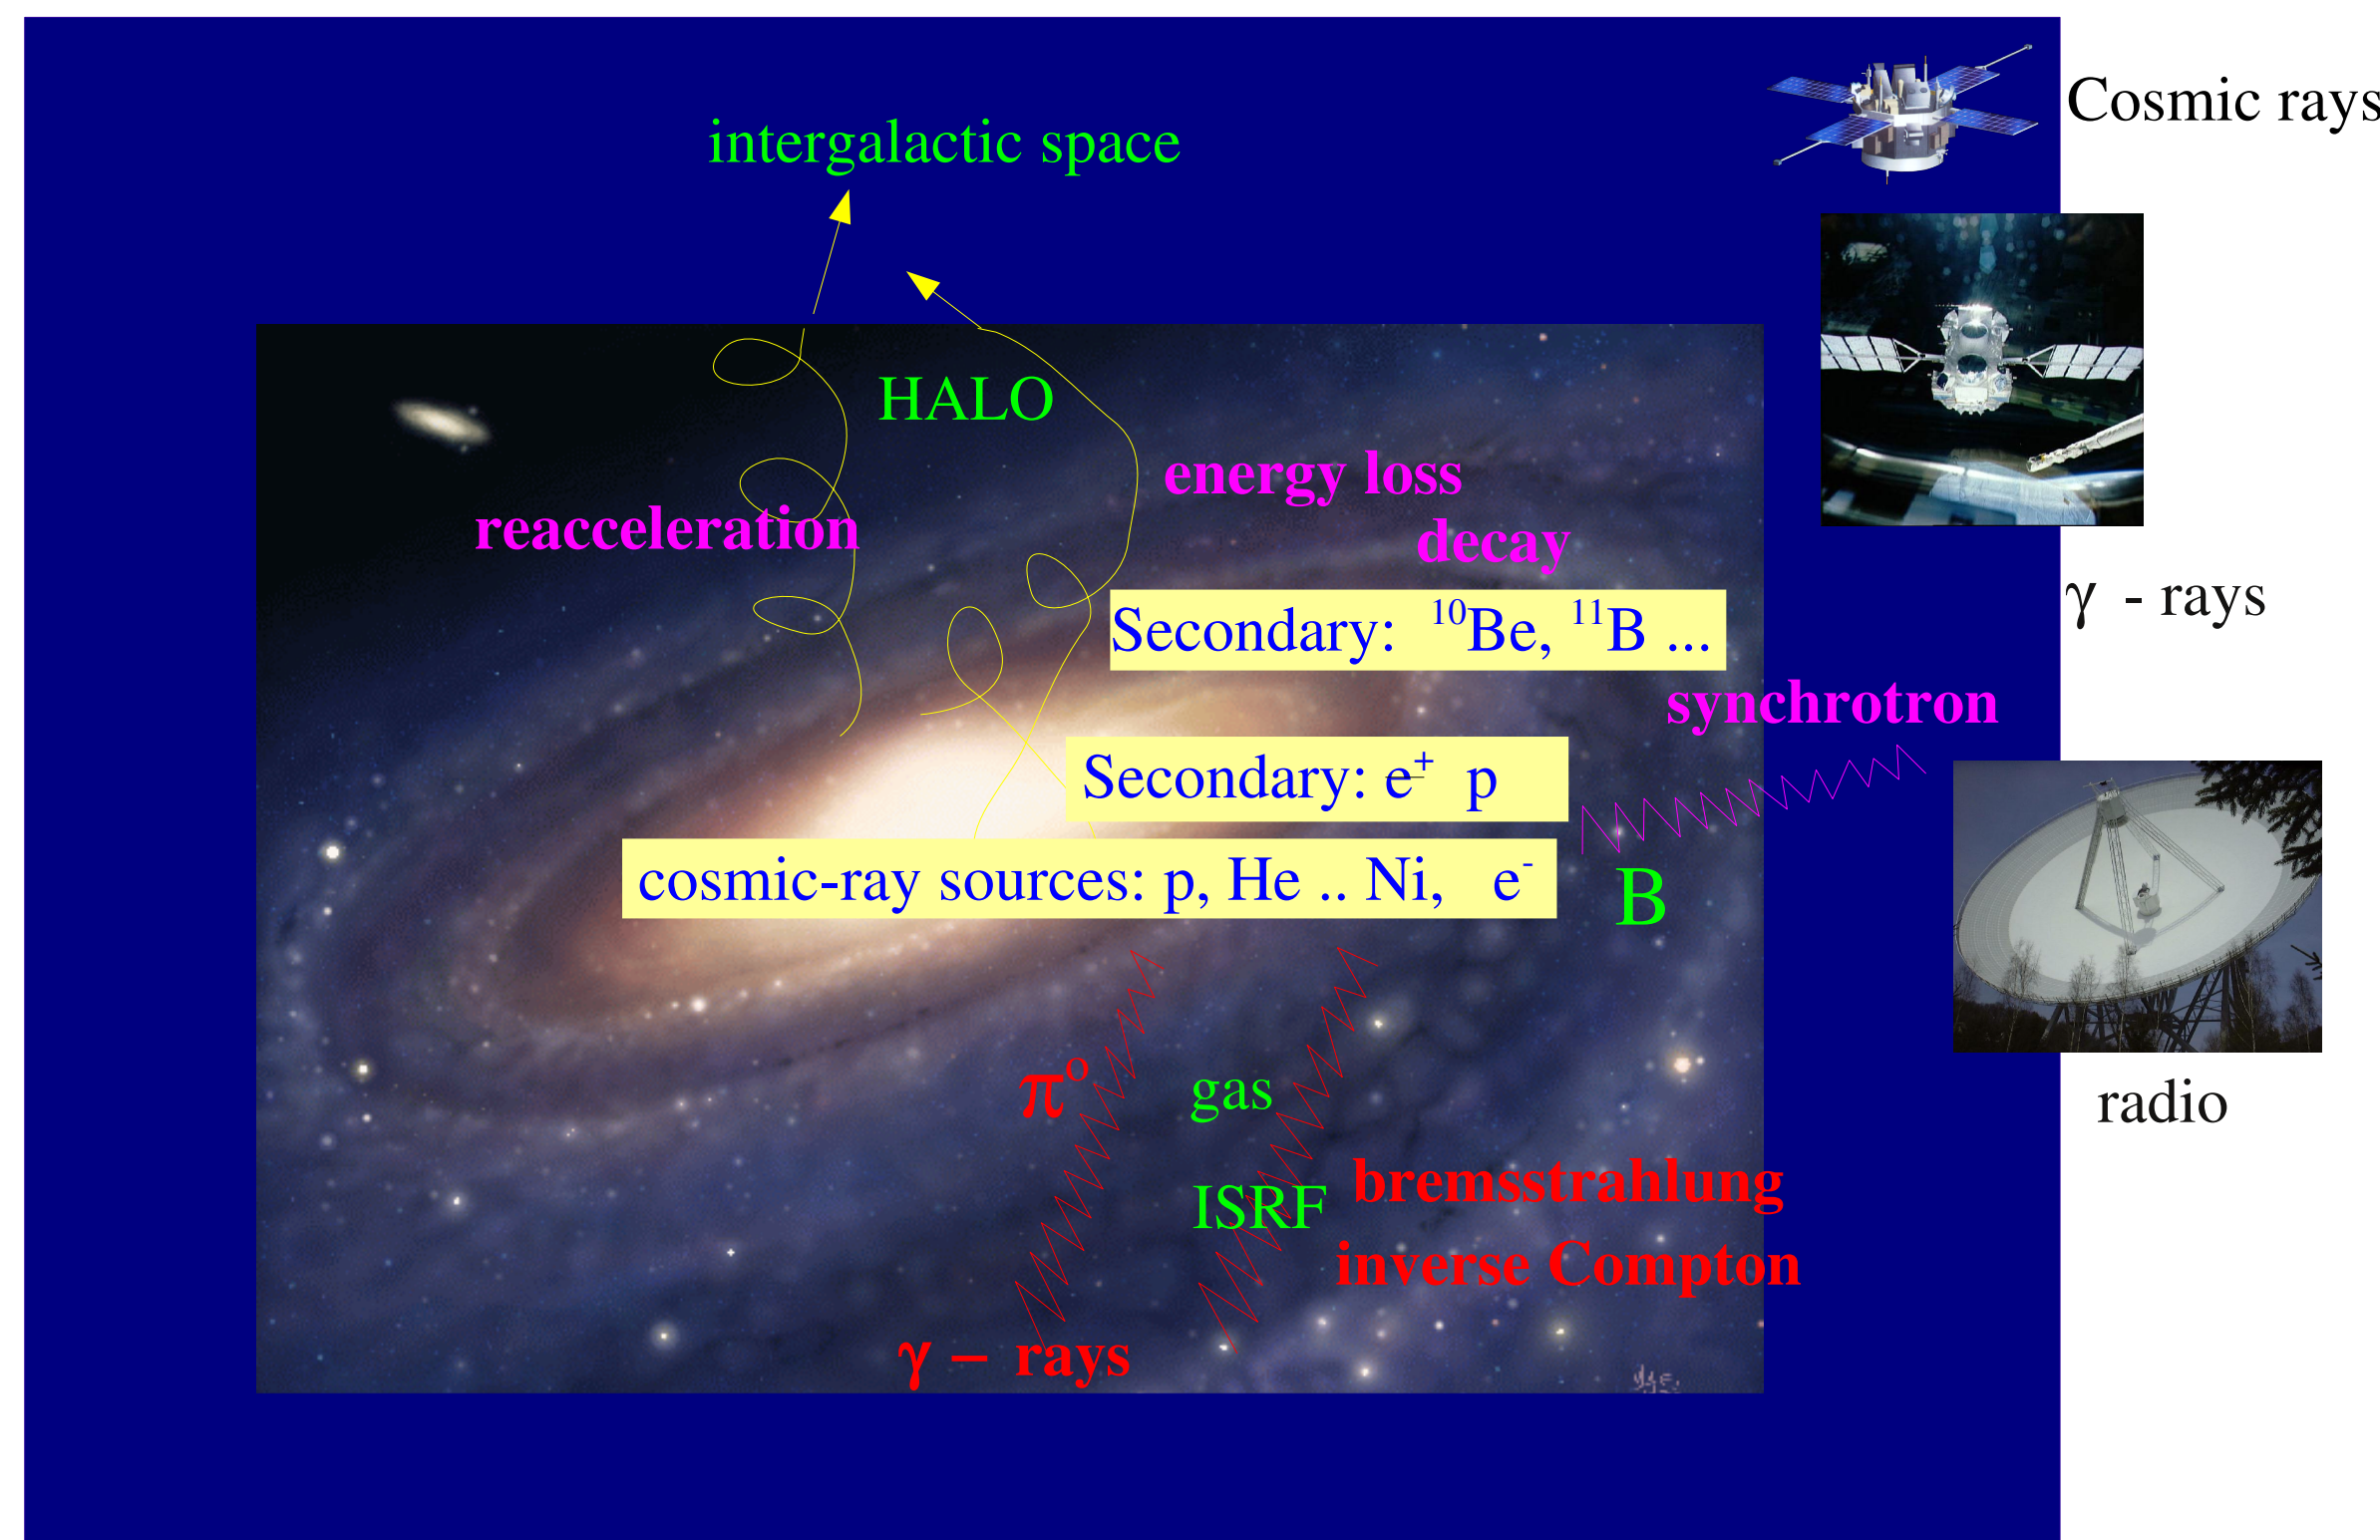 Cosmic rays
intergalactic space
HALO
energy loss
reacceleration
decay
γ - rays
Secondary: ¹⁰Be, ¹¹B ...
synchrotron
Secondary: e⁺ p
cosmic-ray sources: p, He .. Ni, e⁻
B
π⁰
gas
radio
ISRF
bremsstrahlung
inverse Compton
γ – rays